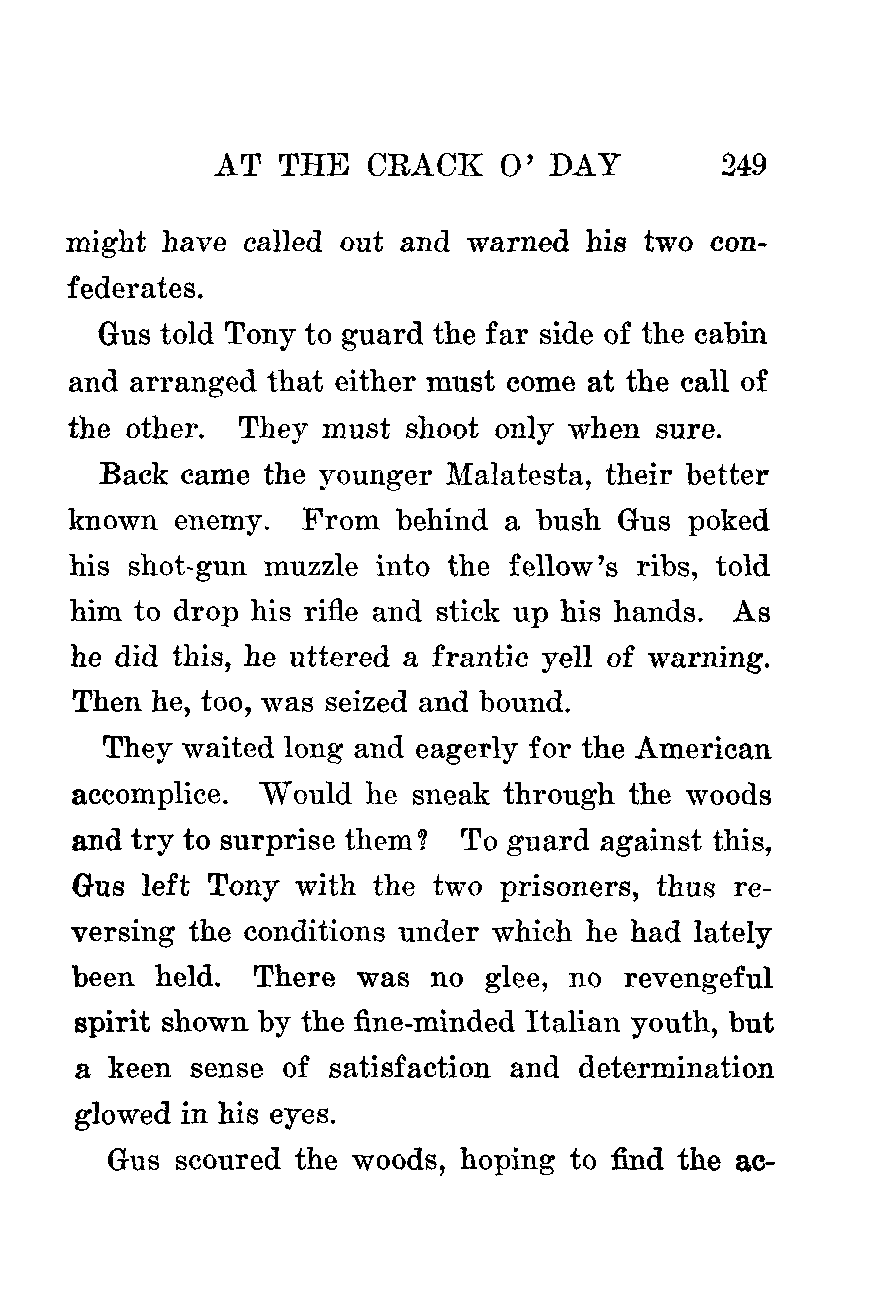 AT THE CRACK O' DAY 249
might have called out and warned his two con-
federates.
Gus told Tony to guard the far side of the cabin
and arranged that either must come at the call of
the other. They must shoot only when sure.
Back came the younger Malatesta, their better
known enemy. From behind a bush Gus poked
his shot-gun muzzle into the fellow's ribs, told
him to drop his rifle and stick up his hands. As
he did this, he uttered a frantic yell of warning.
Then he, too, was seized and bound.
They waited long and eagerly for the American
accomplice. Would he sneak through the woods
and try to surprise them? To guard against this,
Gus left Tony with the two prisoners, thus re-
versing the conditions under which he had lately
been held. There was no glee, no revengeful
spirit shown by the fine-minded Italian youth, but
a keen sense of satisfaction and determination
glowed in his eyes.
Gus scoured the woods, hoping to find the ac-